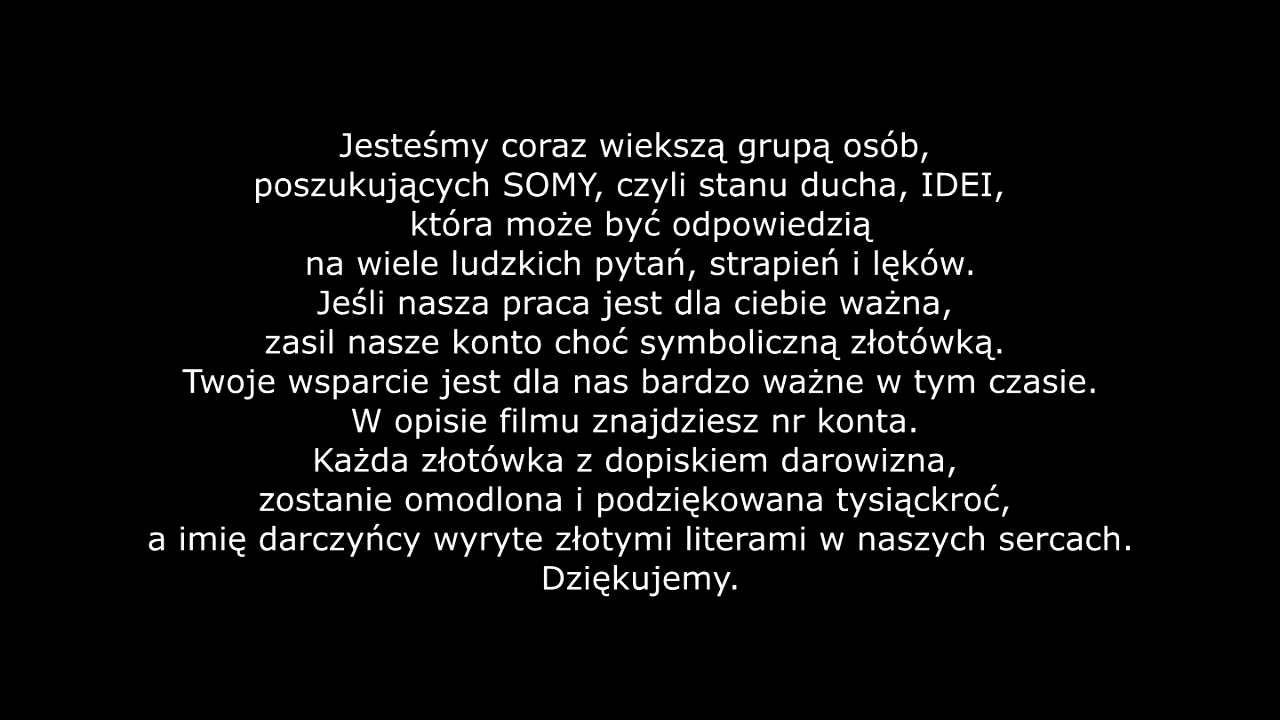 Jesteśmy coraz wiekszą grupą osób,
poszukujących SOMY, czyli stanu ducha, IDEI,
która może być odpowiedzią
na wiele ludzkich pytań, strapień i lęków.
Jeśli nasza praca jest dla ciebie ważna,
zasil nasze konto choć symboliczną złotówką.
Twoje wsparcie jest dla nas bardzo ważne w tym czasie.
W opisie filmu znajdziesz nr konta.
Każda złotówka z dopiskiem darowizna,
zostanie omodlona i podziękowana tysiąckroć,
a imię darczyńcy wyryte złotymi literami w naszych sercach.
Dziękujemy.